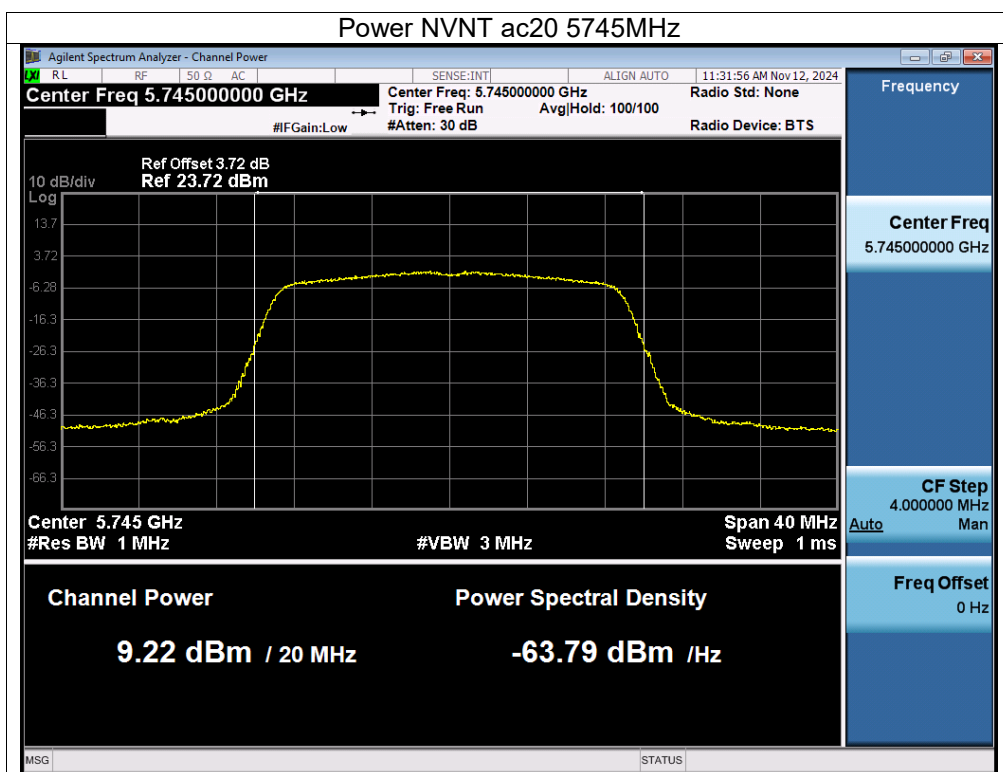 Power NVNT ac20 5745MHz
Agilent Spectrum Analyzer - Channel Power
LXI RL RF 50 Ω AC SENSE:INT ALIGN AUTO 11:31:56 AM Nov 12, 2024
Center Freq 5.745000000 GHz
Center Freq: 5.745000000 GHz Radio Std: None
Trig: Free Run Avg|Hold: 100/100
#IFGain:Low #Atten: 30 dB Radio Device: BTS
Ref Offset 3.72 dB
10 dB/div Ref 23.72 dBm
Log
13.7
3.72
-6.28
-16.3
-26.3
-36.3
-46.3
-56.3
-66.3
Center 5.745 GHz Span 40 MHz
#Res BW 1 MHz #VBW 3 MHz Sweep 1 ms
Channel Power Power Spectral Density
9.22 dBm / 20 MHz -63.79 dBm /Hz
Frequency
Center Freq
5.745000000 GHz
CF Step
4.000000 MHz
Auto Man
Freq Offset
0 Hz
MSG STATUS